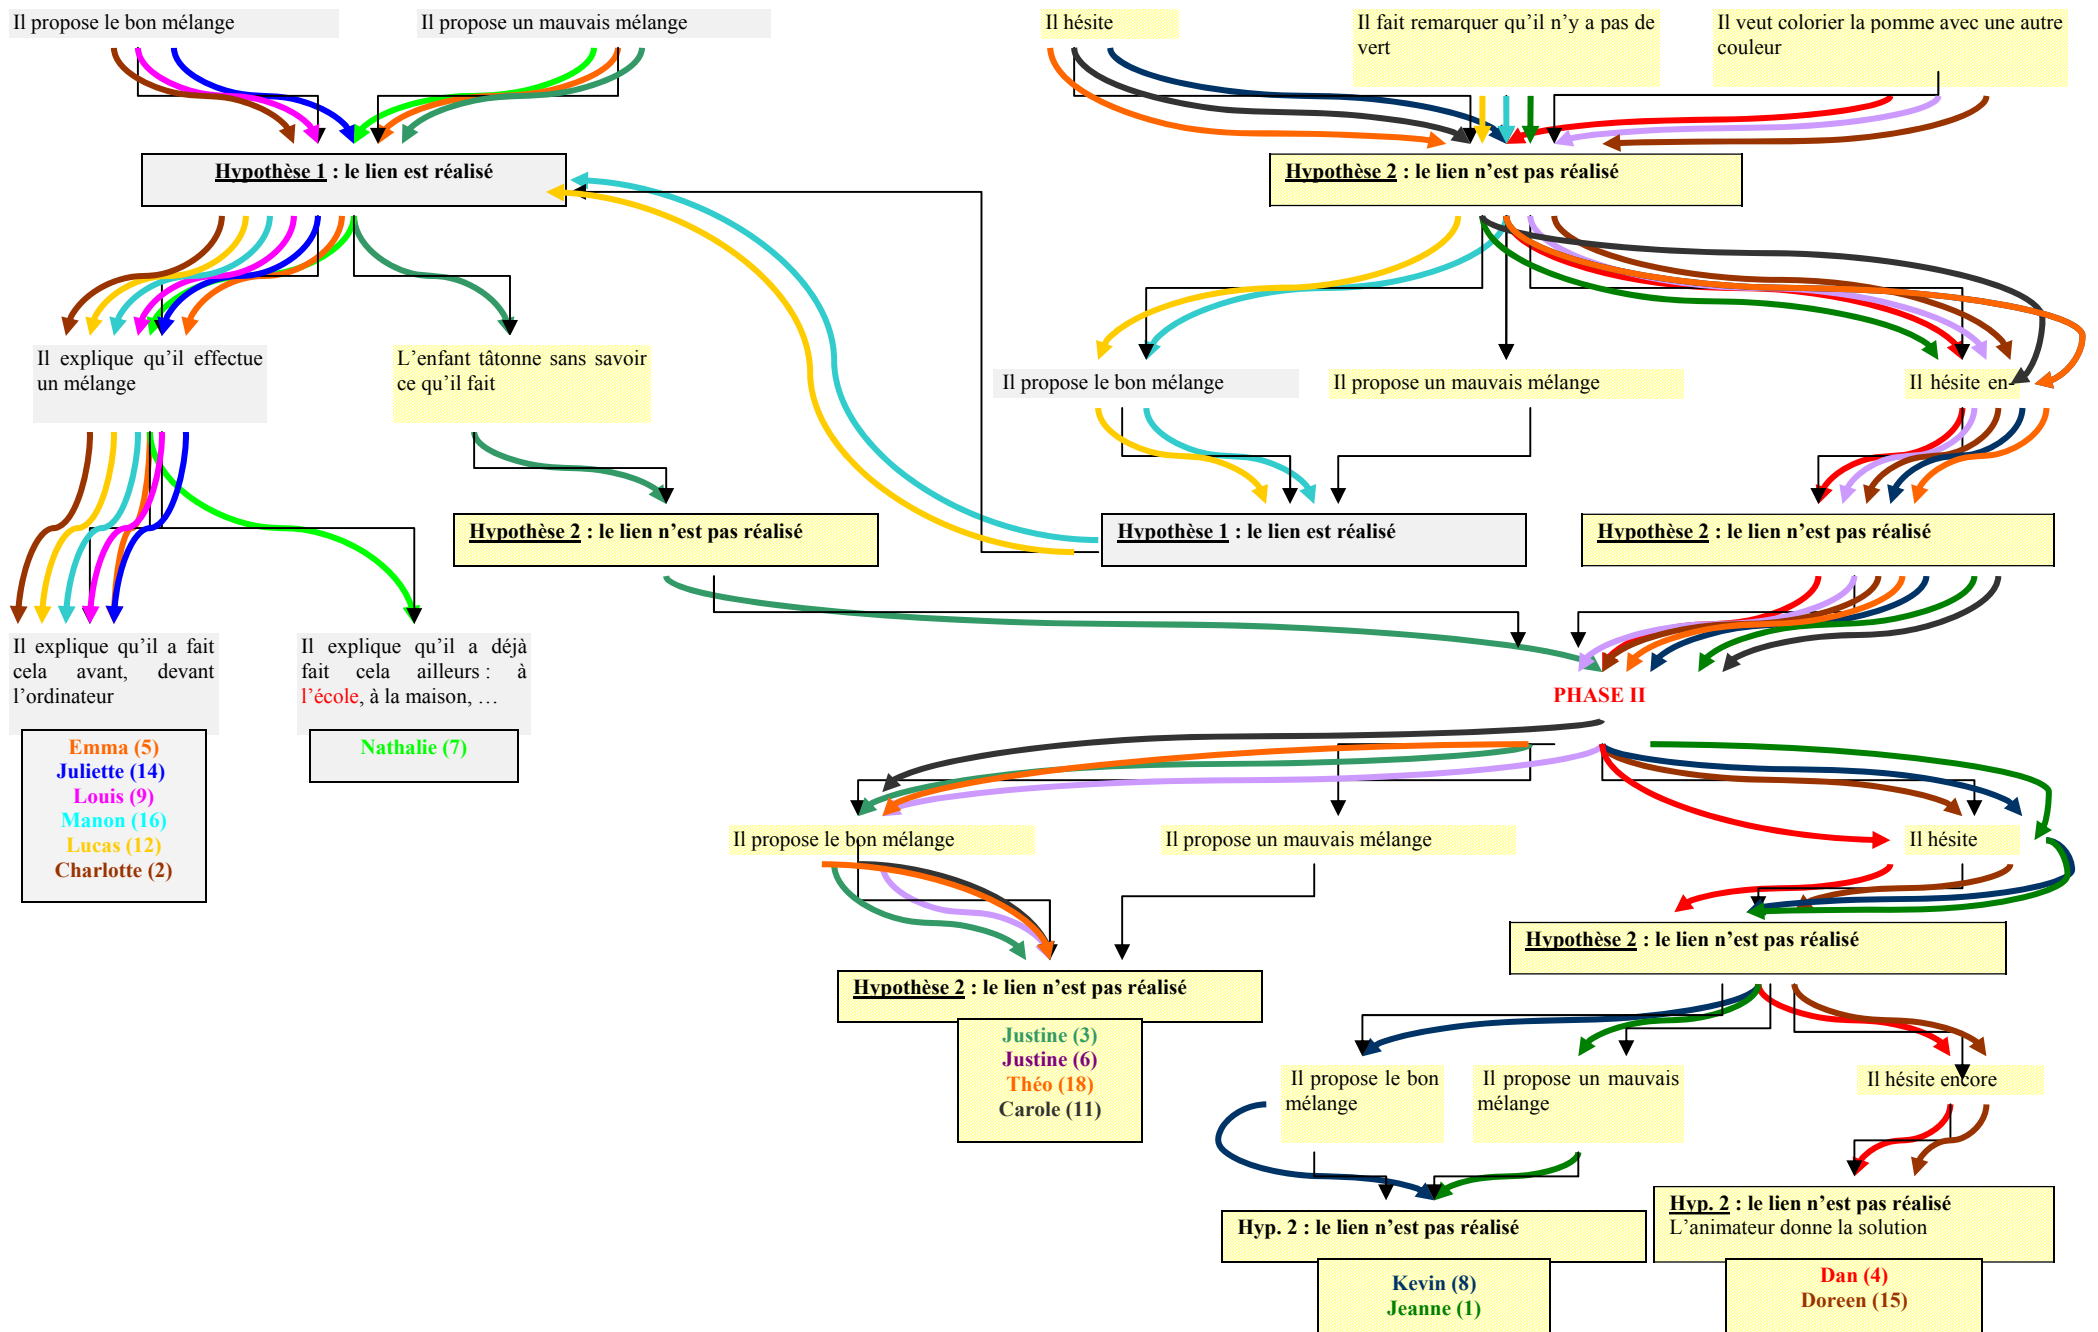 Il propose le bon mélange
Il propose un mauvais mélange
Il hésite
Il fait remarquer qu’il n’y a pas de
vert
Il veut colorier la pomme avec une autre
couleur
Hypothèse 1 : le lien est réalisé
Hypothèse 2 : le lien n’est pas réalisé
Il explique qu’il effectue
un mélange
L’enfant tâtonne sans savoir
ce qu’il fait
Il propose le bon mélange
Il propose un mauvais mélange
Il hésite en-
Hypothèse 2 : le lien n’est pas réalisé
Hypothèse 1 : le lien est réalisé
Hypothèse 2 : le lien n’est pas réalisé
Il explique qu’il a fait
cela avant, devant
l’ordinateur
Il explique qu’il a déjà
fait cela ailleurs : à
l’école, à la maison, …
Emma (5)
Juliette (14)
Louis (9)
Manon (16)
Lucas (12)
Charlotte (2)
Nathalie (7)
PHASE II
Il propose le bon mélange
Il propose un mauvais mélange
Il hésite
Hypothèse 2 : le lien n’est pas réalisé
Hypothèse 2 : le lien n’est pas réalisé
Justine (3)
Justine (6)
Théo (18)
Carole (11)
Il propose le bon
mélange
Il propose un mauvais
mélange
Il hésite encore
Hyp. 2 : le lien n’est pas réalisé
Hyp. 2 : le lien n’est pas réalisé
L’animateur donne la solution
Kevin (8)
Jeanne (1)
Dan (4)
Doreen (15)